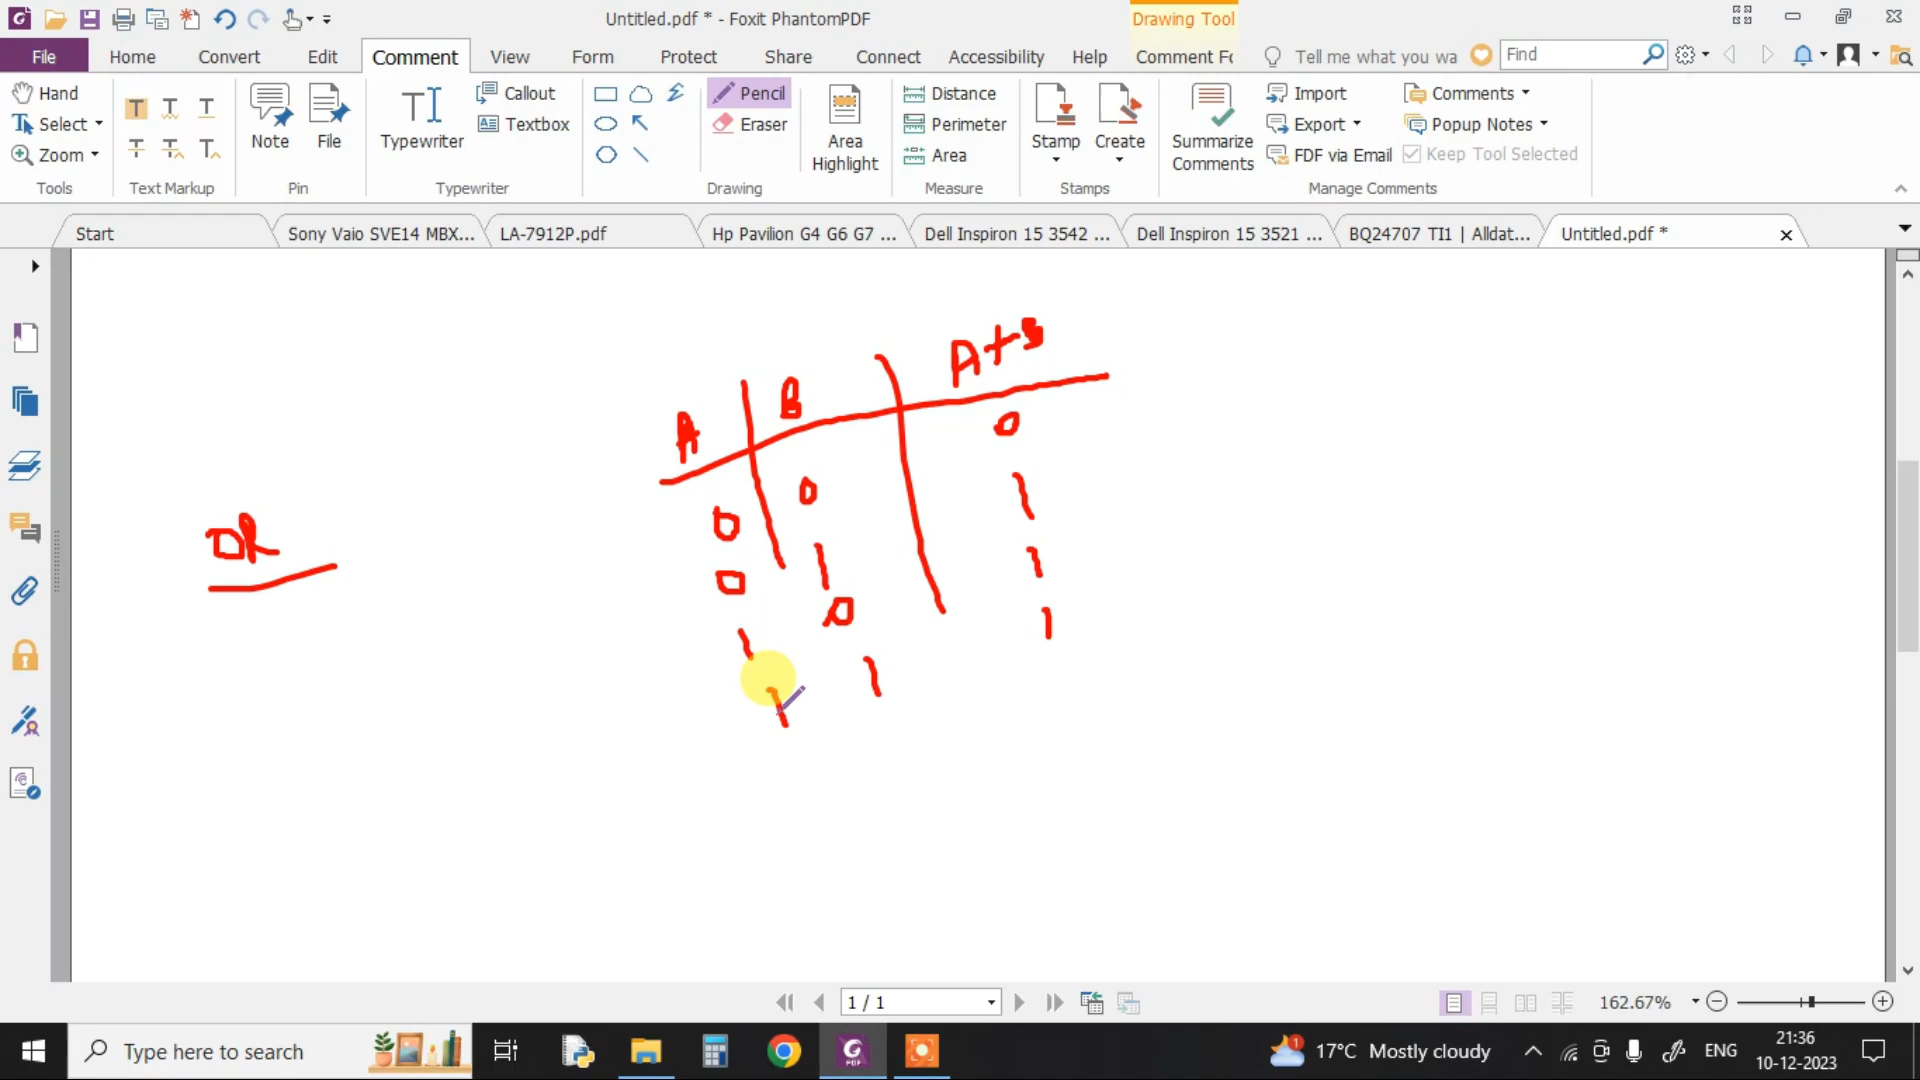 Untitled.pdf * - Foxit PhantomPDF
Drawing Tool
File Home Convert Edit Comment View Form Protect Share Connect Accessibility Help Comment Fo Tell me what you wa Find
Hand
Select
Zoom
Tools
Text Markup
Note
File
Pin
Typewriter
Callout
Textbox
Typewriter
Pencil
Eraser
Drawing
Area
Highlight
Distance
Perimeter
Area
Measure
Stamp
Create
Stamps
Summarize
Comments
Import
Export
FDF via Email
Comments
Popup Notes
Keep Tool Selected
Manage Comments
Start
Sony Vaio SVE14 MBX...
LA-7912P.pdf
Hp Pavilion G4 G6 G7 ...
Dell Inspiron 15 3542 ...
Dell Inspiron 15 3521 ...
BQ24707 TI1 | Alldat...
Untitled.pdf *
OR
A B A+B
0 0 0
0 1 1
1 0 1
1 1 1
1 / 1
162.67%
Type here to search
17°C Mostly cloudy
ENG
21:36
10-12-2023